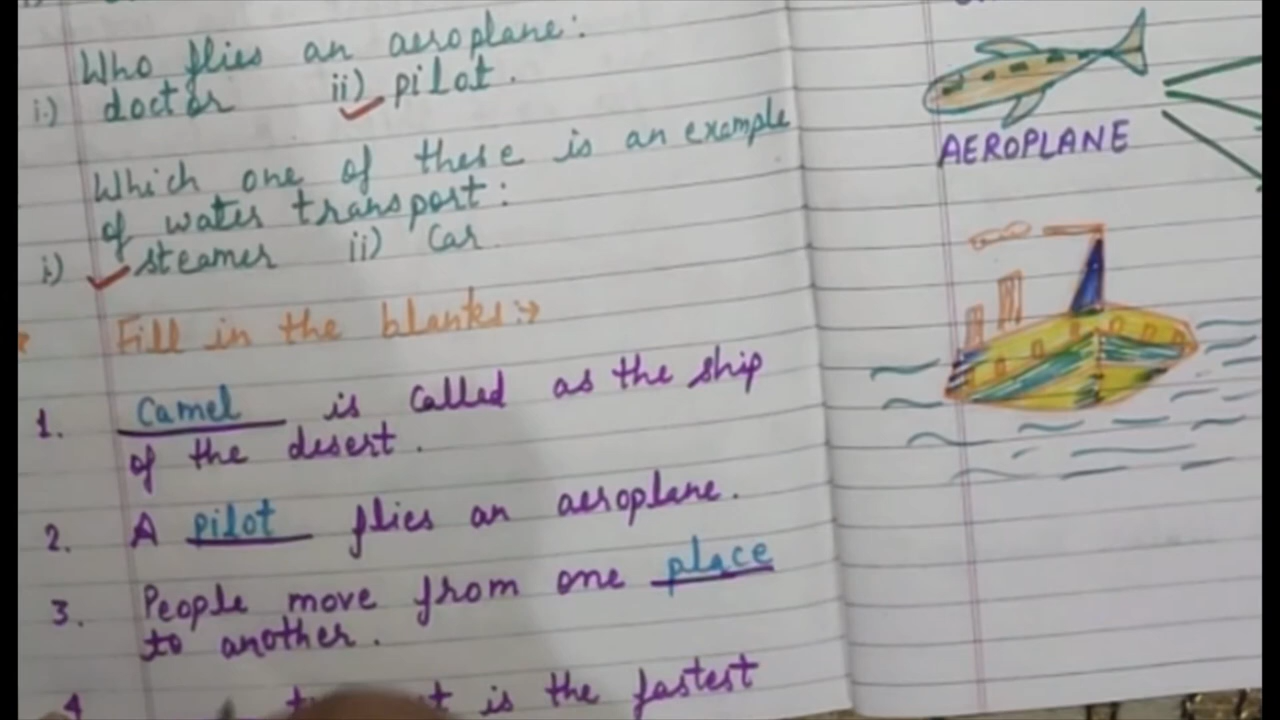 Who flies an aeroplane:
i.) doctor ii) pilot.
Which one of these is an example
of water transport:
i.) steamer ii) Car
Fill in the blanks:→
1. Camel is called as the ship
of the desert.
2. A pilot flies an aeroplane.
3. People move from one place
to another.
4 is the fastest
AEROPLANE